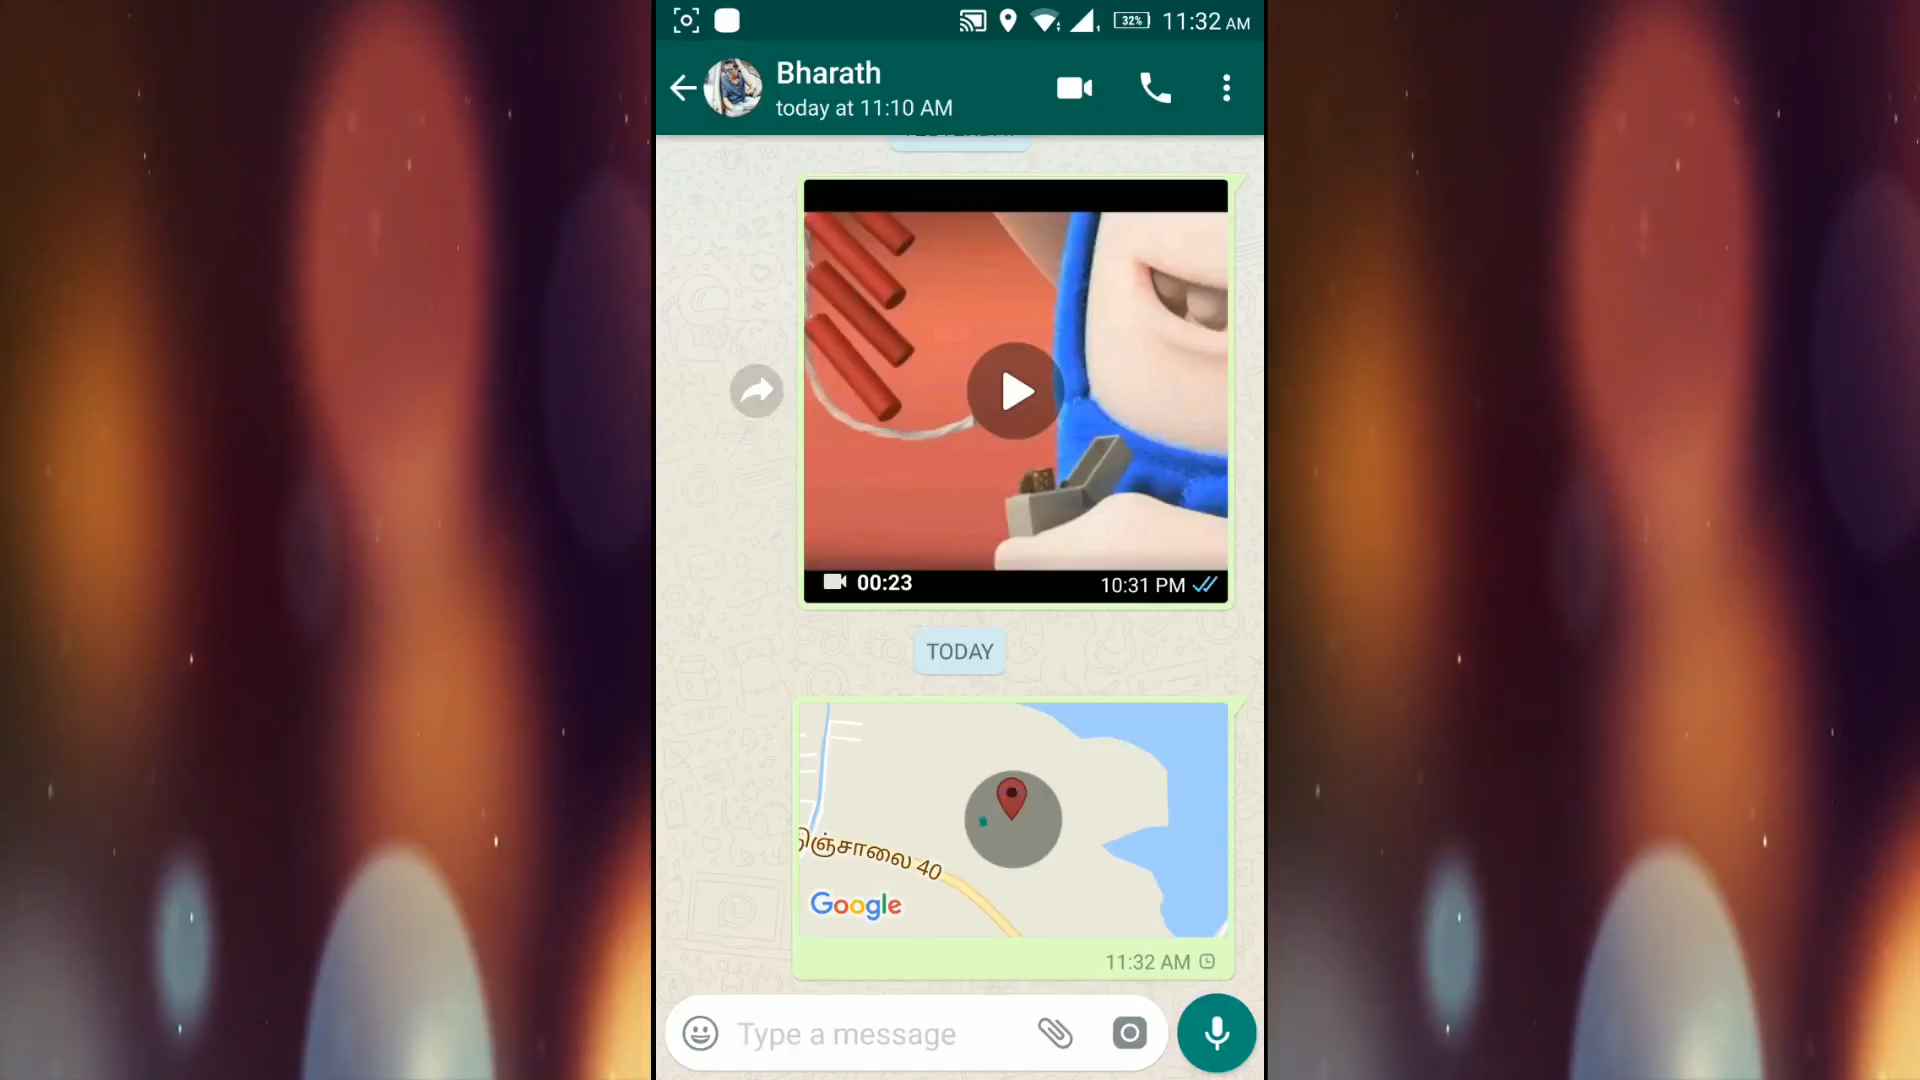 32% 11:32 AM
Bharath
today at 11:10 AM
00:23
10:31 PM
TODAY
40
Google
11:32 AM
Type a message